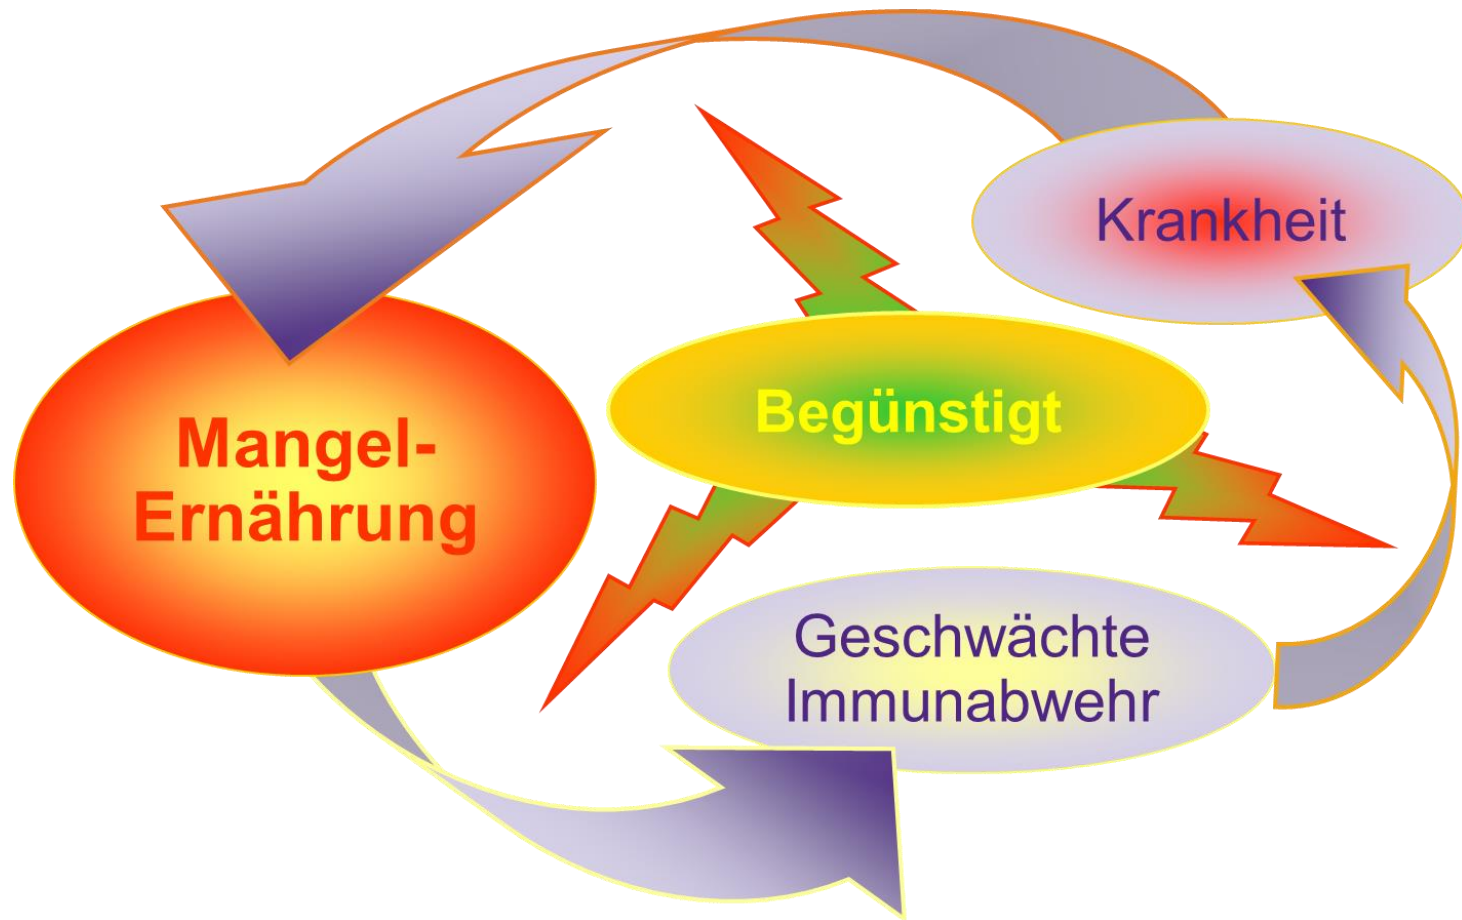 Krankheit
Begünstigt
Mangel-
Ernährung
Geschwächte
Immunabwehr